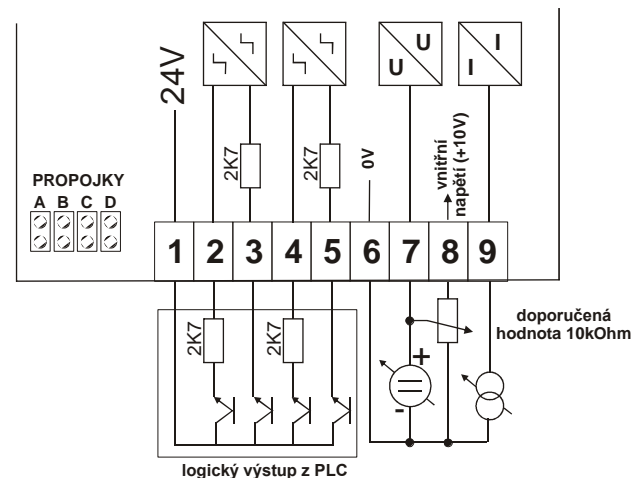 24V
U
U
I
I
2K7
2K7
0V
vnitřní
napětí (+10V)
PROPOJKY
A B C D
1 2 3 4 5 6 7 8 9
2K7
2K7
doporučená
hodnota 10kOhm
+
-
logický výstup z PLC